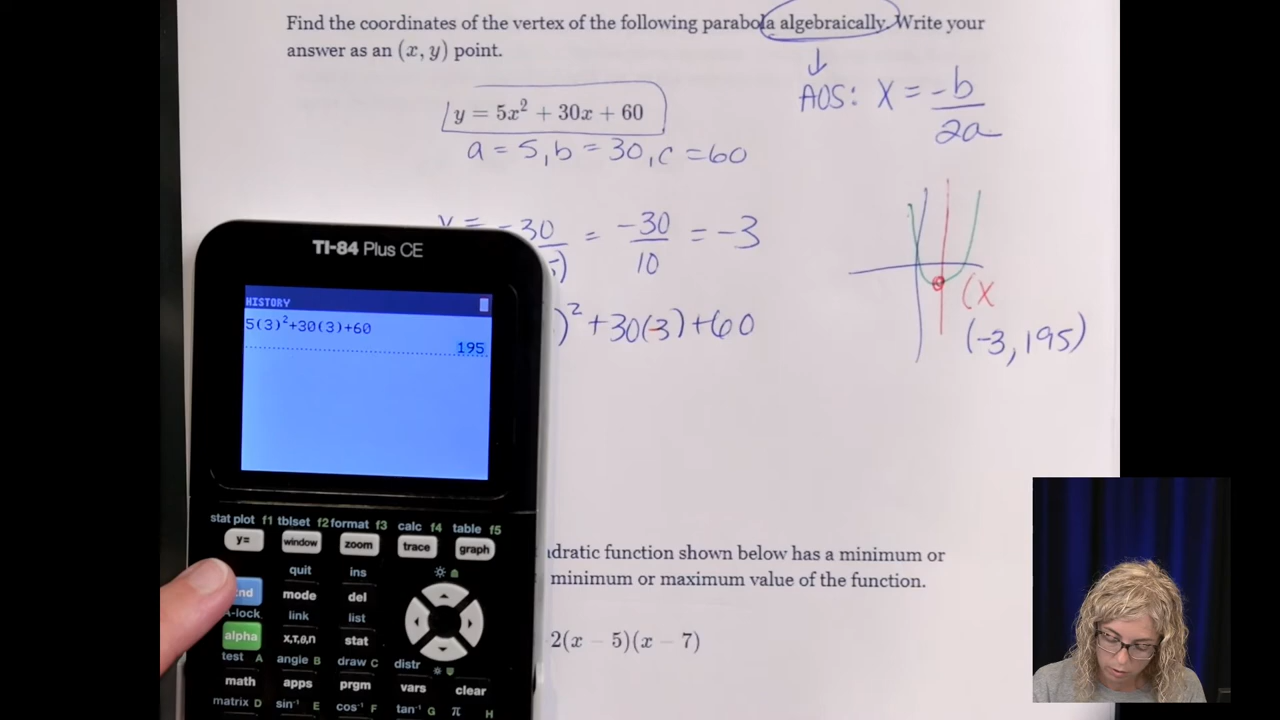 Find the coordinates of the vertex of the following parabola algebraically. Write your
answer as an (x, y) point.
AOS: X = -b / 2a
y = 5x² + 30x + 60
a = 5, b = 30, c = 60
= -30 / 10 = -3
)² + 30(-3) + 60
(x
(-3, 195)
TI-84 Plus CE
HISTORY
5(3)²+30(3)+60
195
stat plot f1 tblset f2 format f3 calc f4 table f5
y= window zoom trace graph
quit ins
nd mode del
A-lock link list
alpha X,T,θ,n stat
test A angle B draw C distr
math apps prgm vars clear
matrix D sin⁻¹ E cos⁻¹ F tan⁻¹ G π H
adratic function shown below has a minimum or
minimum or maximum value of the function.
2(x − 5)(x − 7)